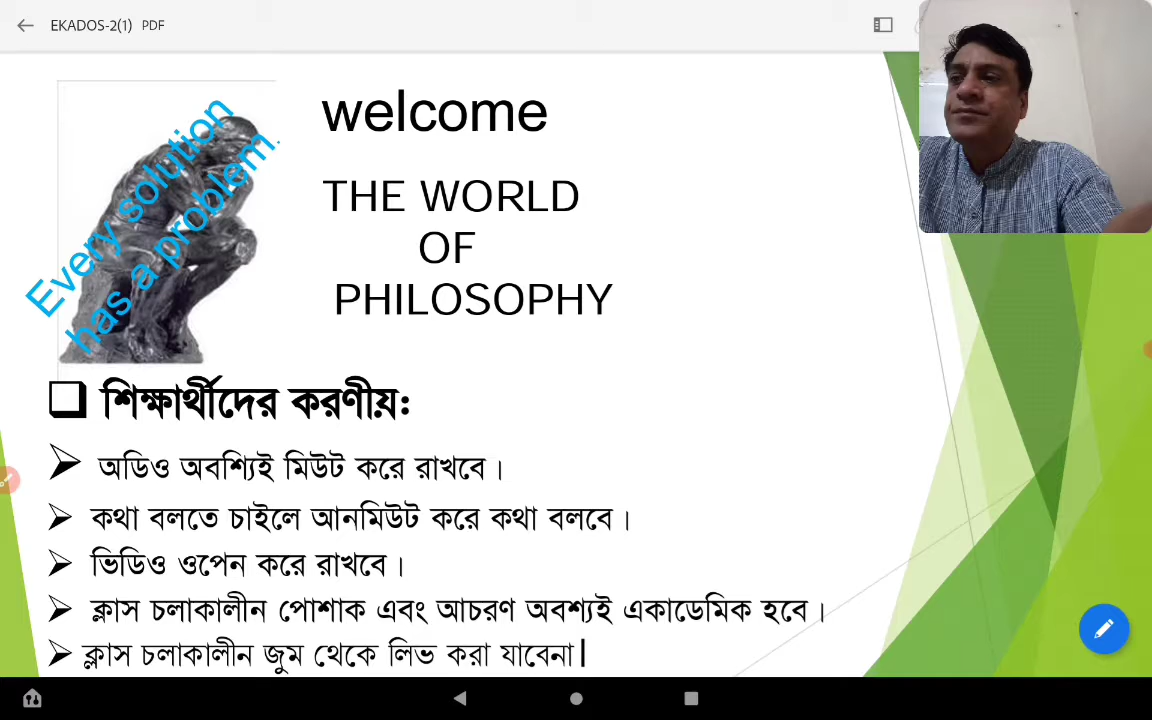 EKADOS-2(1) PDF
welcome
THE WORLD
OF
PHILOSOPHY
Every solution
has a problem.
শিক্ষার্থীদের করণীয়:
অডিও অবশ্যিই মিউট করে রাখবে।
কথা বলতে চাইলে আনমিউট করে কথা বলবে।
ভিডিও ওপেন করে রাখবে।
ক্লাস চলাকালীন পোশাক এবং আচরণ অবশ্যই একাডেমিক হবে।
ক্লাস চলাকালীন জুম থেকে লিভ করা যাবেনা|